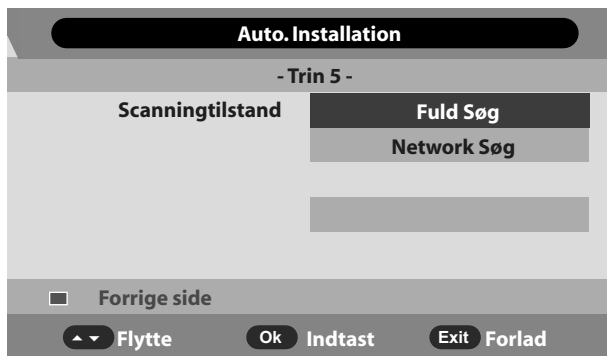 Auto. Installation
- Trin 5 -
Scanningtilstand Fuld Søg
Network Søg
Forrige side
Flytte Ok Indtast Exit Forlad